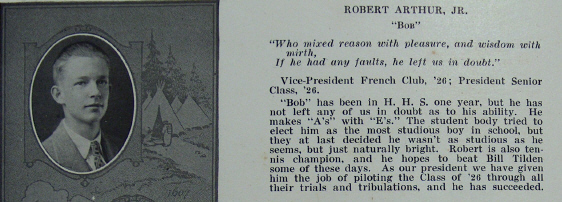 ROBERT ARTHUR, JR.
"BOB"
"Who mixed reason with pleasure, and wisdom with
mirth,
If he had any faults, he left us in doubt."
Vice-President French Club, '26; President Senior
Class, '26.
"Bob" has been in H. H. S. one year, but he has
not left any of us in doubt as to his ability. He
makes "A's" with "E's." The student body tried to
elect him as the most studious boy in school, but
they at last decided he wasn't as studious as he
seems, but just naturally bright. Robert is also ten-
nis champion, and he hopes to beat Bill Tilden
some of these days. As our president we have given
him the job of piloting the Class of '26 through all
their trials and tribulations, and he has succeeded.
1607